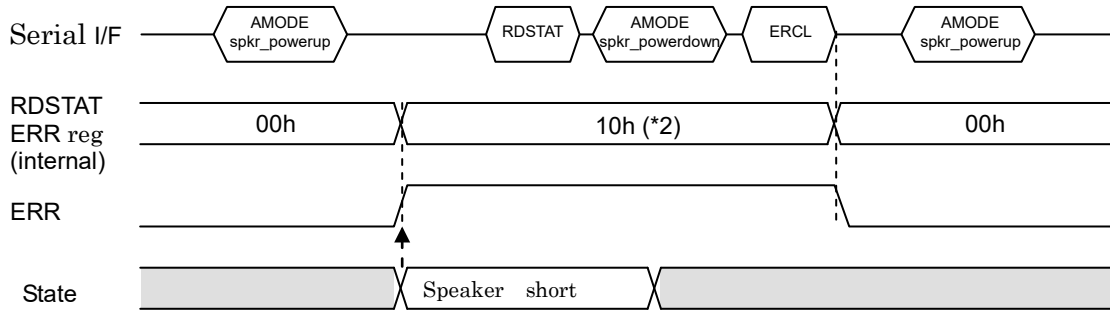 Serial I/F
AMODE
spkr_powerup
RDSTAT
AMODE
spkr_powerdown
ERCL
AMODE
spkr_powerup
RDSTAT
ERR reg
(internal)
00h
10h (*2)
00h
ERR
State
Speaker short